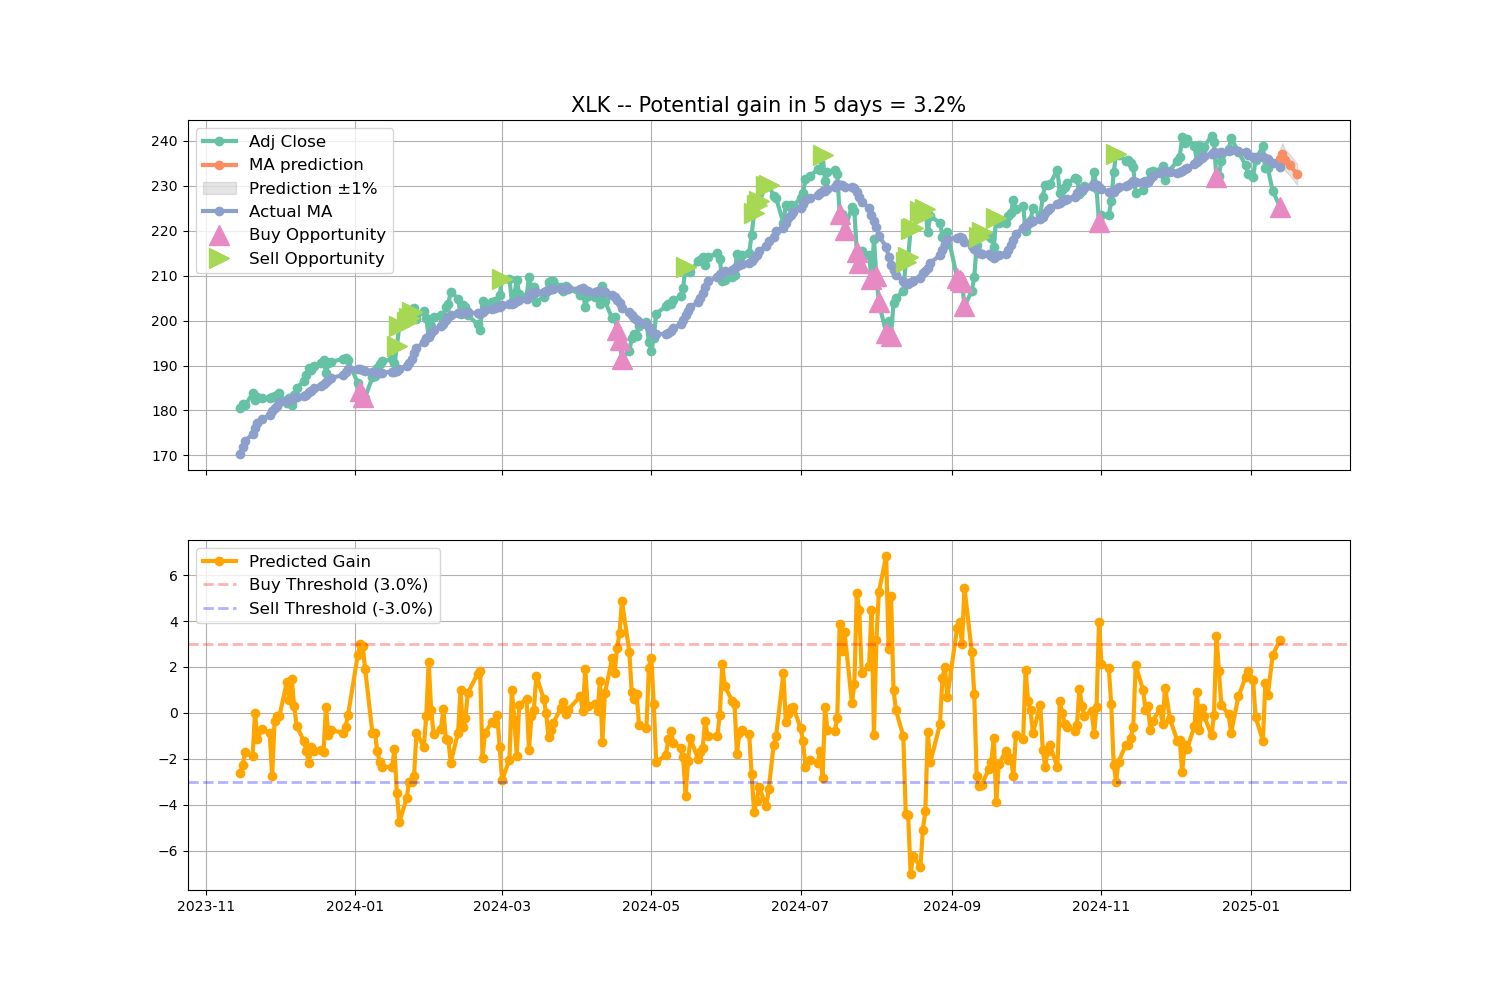 XLK -- Potential gain in 5 days = 3.2%
240
230
220
210
200
190
180
170
Adj Close
MA prediction
Prediction ±1%
Actual MA
Buy Opportunity
Sell Opportunity
6
4
2
0
−2
−4
−6
Predicted Gain
Buy Threshold (3.0%)
Sell Threshold (-3.0%)
2023-11
2024-01
2024-03
2024-05
2024-07
2024-09
2024-11
2025-01